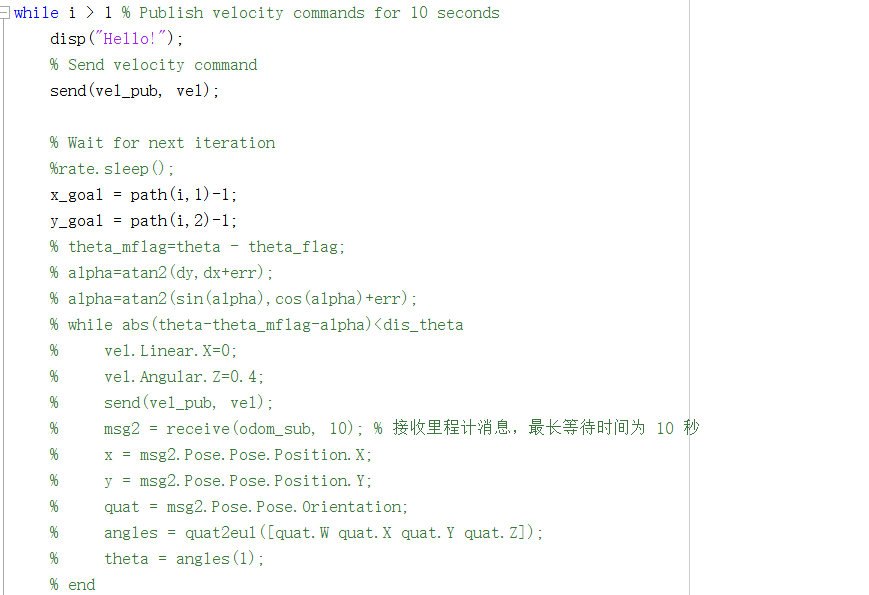 while i > 1 % Publish velocity commands for 10 seconds
disp("Hello!");
% Send velocity command
send(vel_pub, vel);
% Wait for next iteration
%rate.sleep();
x_goal = path(i,1)-1;
y_goal = path(i,2)-1;
% theta_mflag=theta - theta_flag;
% alpha=atan2(dy,dx+err);
% alpha=atan2(sin(alpha),cos(alpha)+err);
% while abs(theta-theta_mflag-alpha)<dis_theta
% vel.Linear.X=0;
% vel.Angular.Z=0.4;
% send(vel_pub, vel);
% msg2 = receive(odom_sub, 10); % 接收里程计消息，最长等待时间为 10 秒
% x = msg2.Pose.Pose.Position.X;
% y = msg2.Pose.Pose.Position.Y;
% quat = msg2.Pose.Pose.Orientation;
% angles = quat2eul([quat.W quat.X quat.Y quat.Z]);
% theta = angles(1);
% end